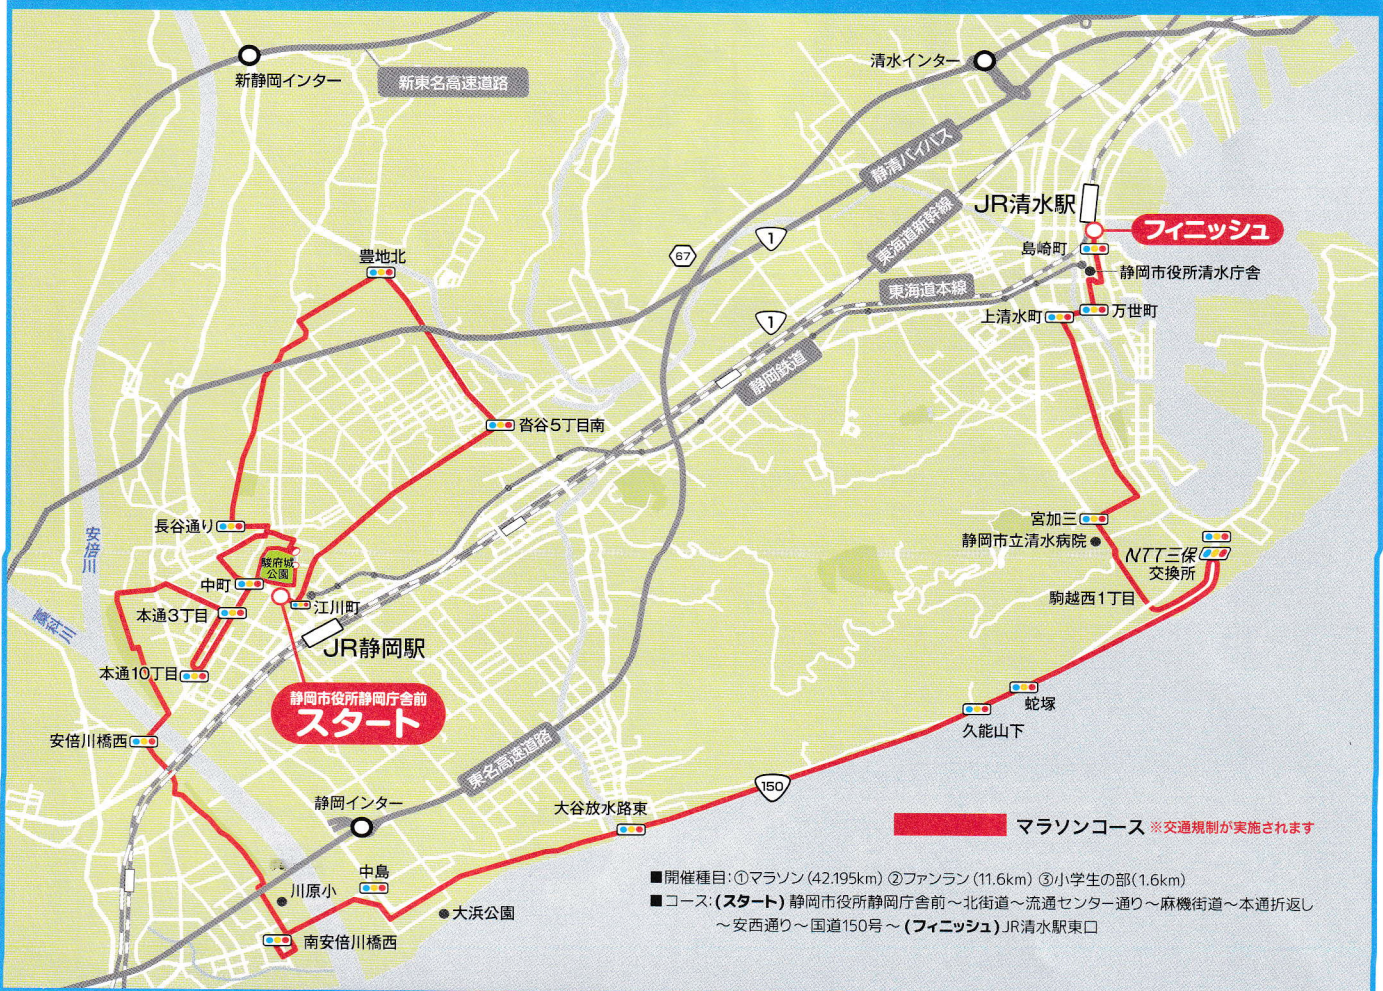 新静岡インター
新東名高速道路
清水インター
静清バイパス
東海道新幹線
JR清水駅
フィニッシュ
島崎町
静岡市役所清水庁舎
東海道本線
上清水町
万世町
静岡鉄道
1
67
1
豊地北
沓谷5丁目南
長谷通り
駿府城
公園
中町
江川町
本通3丁目
JR静岡駅
本通10丁目
静岡市役所静岡庁舎前
スタート
安倍川
藁科川
安倍川橋西
宮加三
静岡市立清水病院
NTT三保
交換所
駒越西1丁目
蛇塚
久能山下
150
東名高速道路
静岡インター
大谷放水路東
中島
川原小
大浜公園
南安倍川橋西
マラソンコース ※交通規制が実施されます
■開催種目:①マラソン(42.195km) ②ファンラン(11.6km) ③小学生の部(1.6km)
■コース:(スタート)静岡市役所静岡庁舎前～北街道～流通センター通り～麻機街道～本通折返し
～安西通り～国道150号～(フィニッシュ)JR清水駅東口